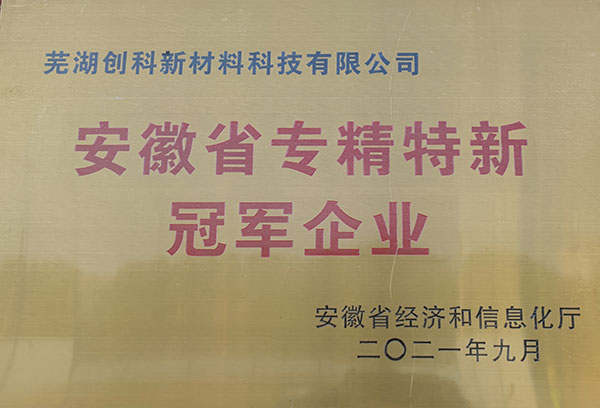 芜湖创科新材料科技有限公司
安徽省专精特新
冠军企业
安徽省经济和信息化厅
二〇二一年九月